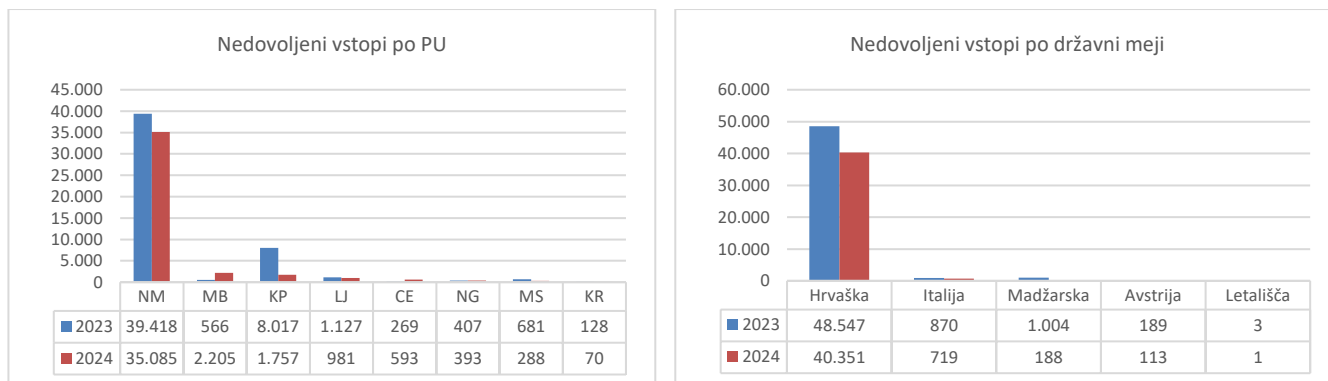 Nedovoljeni vstopi po PU
45.000
40.000
35.000
30.000
25.000
20.000
15.000
10.000
5.000
0
NM MB KP LJ CE NG MS KR
2023 39.418 566 8.017 1.127 269 407 681 128
2024 35.085 2.205 1.757 981 593 393 288 70
Nedovoljeni vstopi po državni meji
60.000
50.000
40.000
30.000
20.000
10.000
0
Hrvaška Italija Madžarska Avstrija Letališča
2023 48.547 870 1.004 189 3
2024 40.351 719 188 113 1